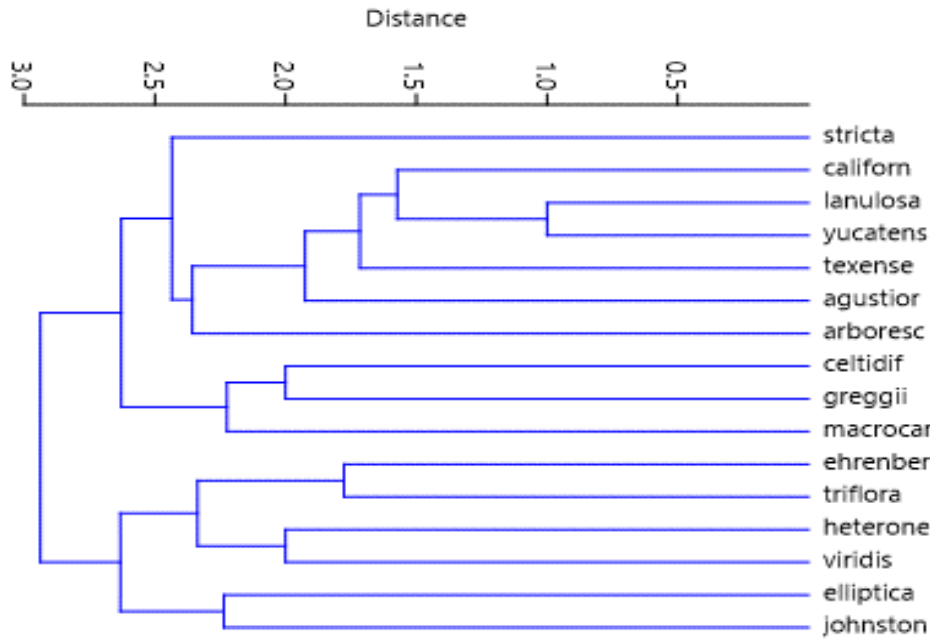 Distance
3.0 2.5 2.0 1.5 1.0 0.5
stricta
californ
lanulosa
yucatens
texense
agustior
arboresc
celtidif
greggii
macrocar
ehrenber
triflora
heterone
viridis
elliptica
johnston